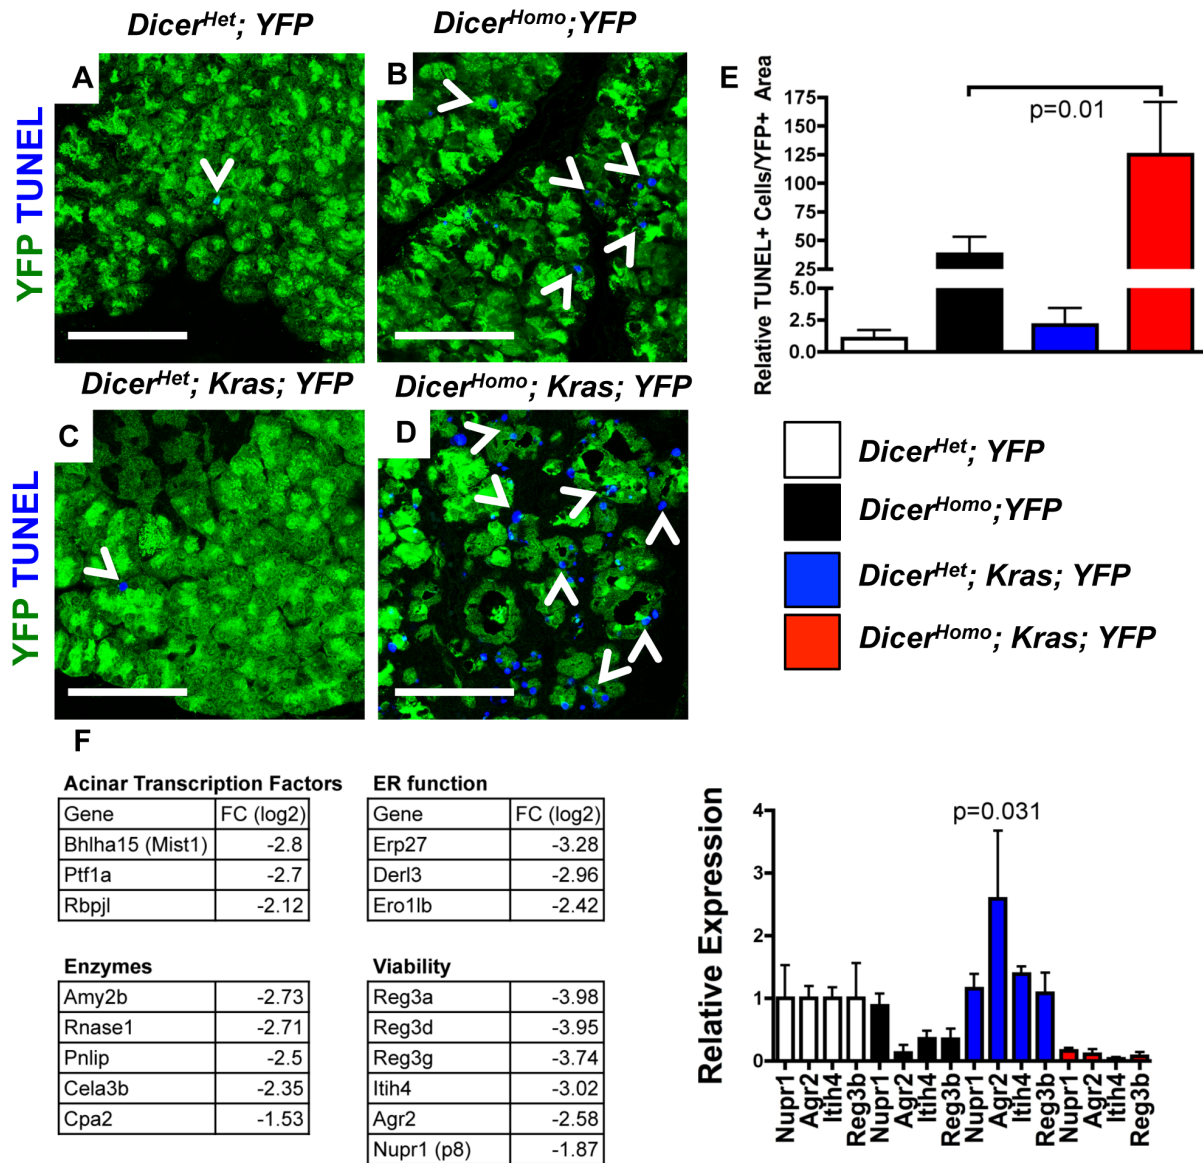 Dicer^Het; YFP
Dicer^Homo;YFP
YFP TUNEL
A
B
E
Relative TUNEL+ Cells/YFP+ Area
175
150
125
100
75
50
25
5.0
2.5
0.0
p=0.01
Dicer^Het; Kras; YFP
Dicer^Homo; Kras; YFP
YFP TUNEL
C
D
Dicer^Het; YFP
Dicer^Homo;YFP
Dicer^Het; Kras; YFP
Dicer^Homo; Kras; YFP
F
Acinar Transcription Factors
Gene FC (log2)
Bhlha15 (Mist1) -2.8
Ptf1a -2.7
Rbpjl -2.12
ER function
Gene FC (log2)
Erp27 -3.28
Derl3 -2.96
Ero1lb -2.42
Enzymes
Amy2b -2.73
Rnase1 -2.71
Pnlip -2.5
Cela3b -2.35
Cpa2 -1.53
Viability
Reg3a -3.98
Reg3d -3.95
Reg3g -3.74
Itih4 -3.02
Agr2 -2.58
Nupr1 (p8) -1.87
Relative Expression
4
3
2
1
0
p=0.031
Nupr1
Agr2
Itih4
Reg3b
Nupr1
Agr2
Itih4
Reg3b
Nupr1
Agr2
Itih4
Reg3b
Nupr1
Agr2
Itih4
Reg3b